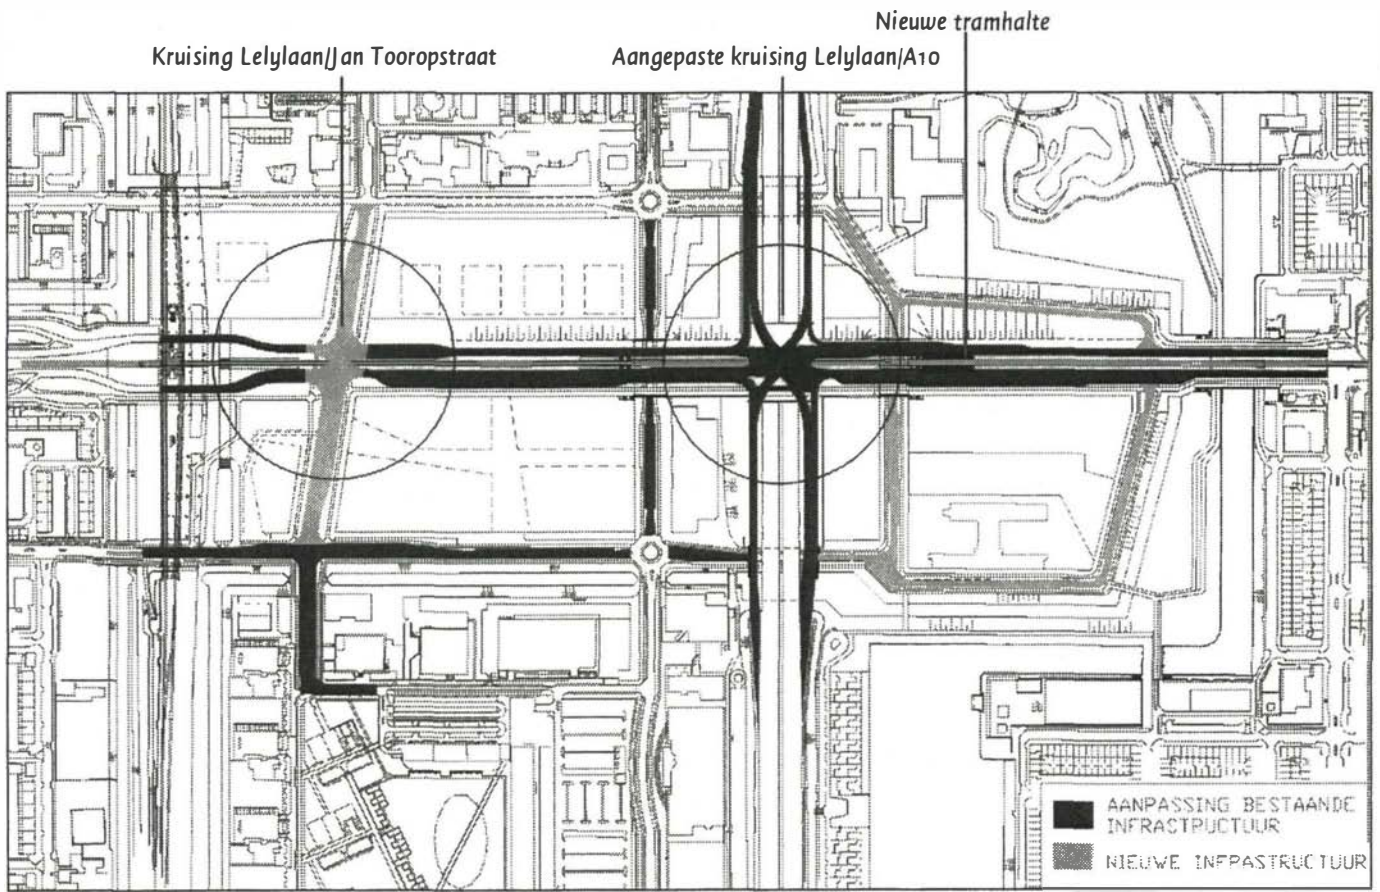 Nieuwe tramhalte
Kruising Lelylaan/Jan Tooropstraat
Aangepaste kruising Lelylaan/A10
AANPASSING BESTAANDE
INFRASTRUCTUUR
NIEUWE INFRASTRUCTUUR